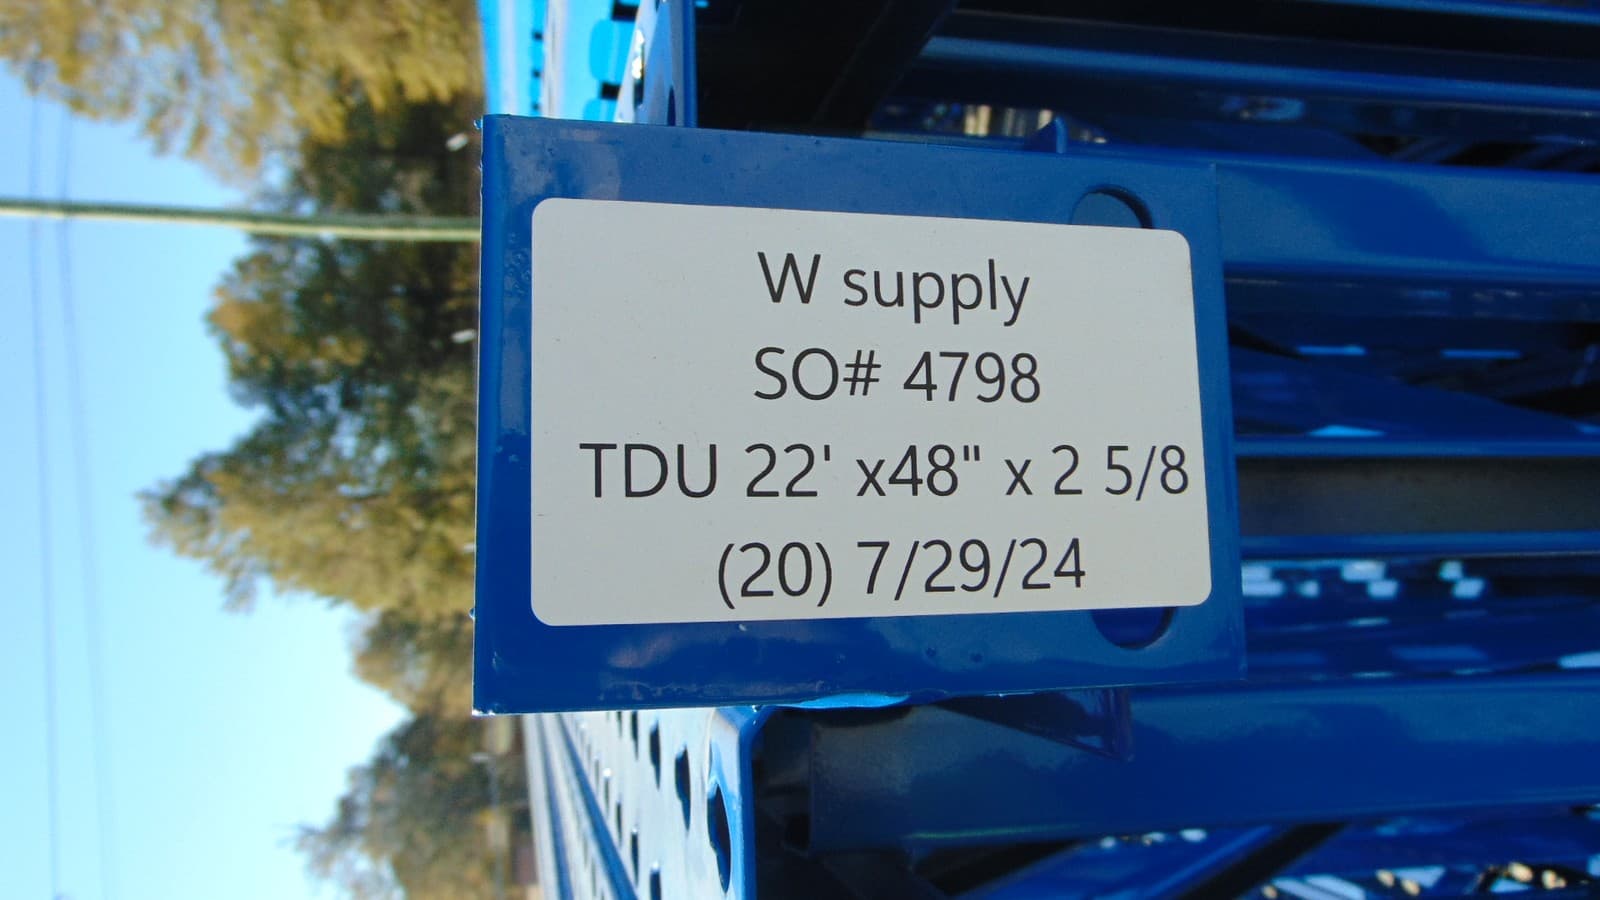 W supply
SO# 4798
TDU 22' x48" x 2 5/8
(20) 7/29/24